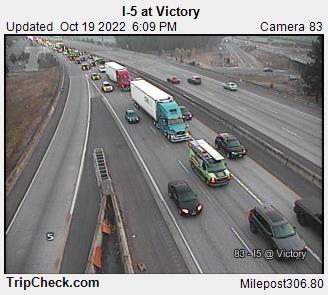 I-5 at Victory
Updated Oct 19 2022 6:09 PM Camera 83
S
83 - I5 @ Victory
TripCheck.com Milepost306.80